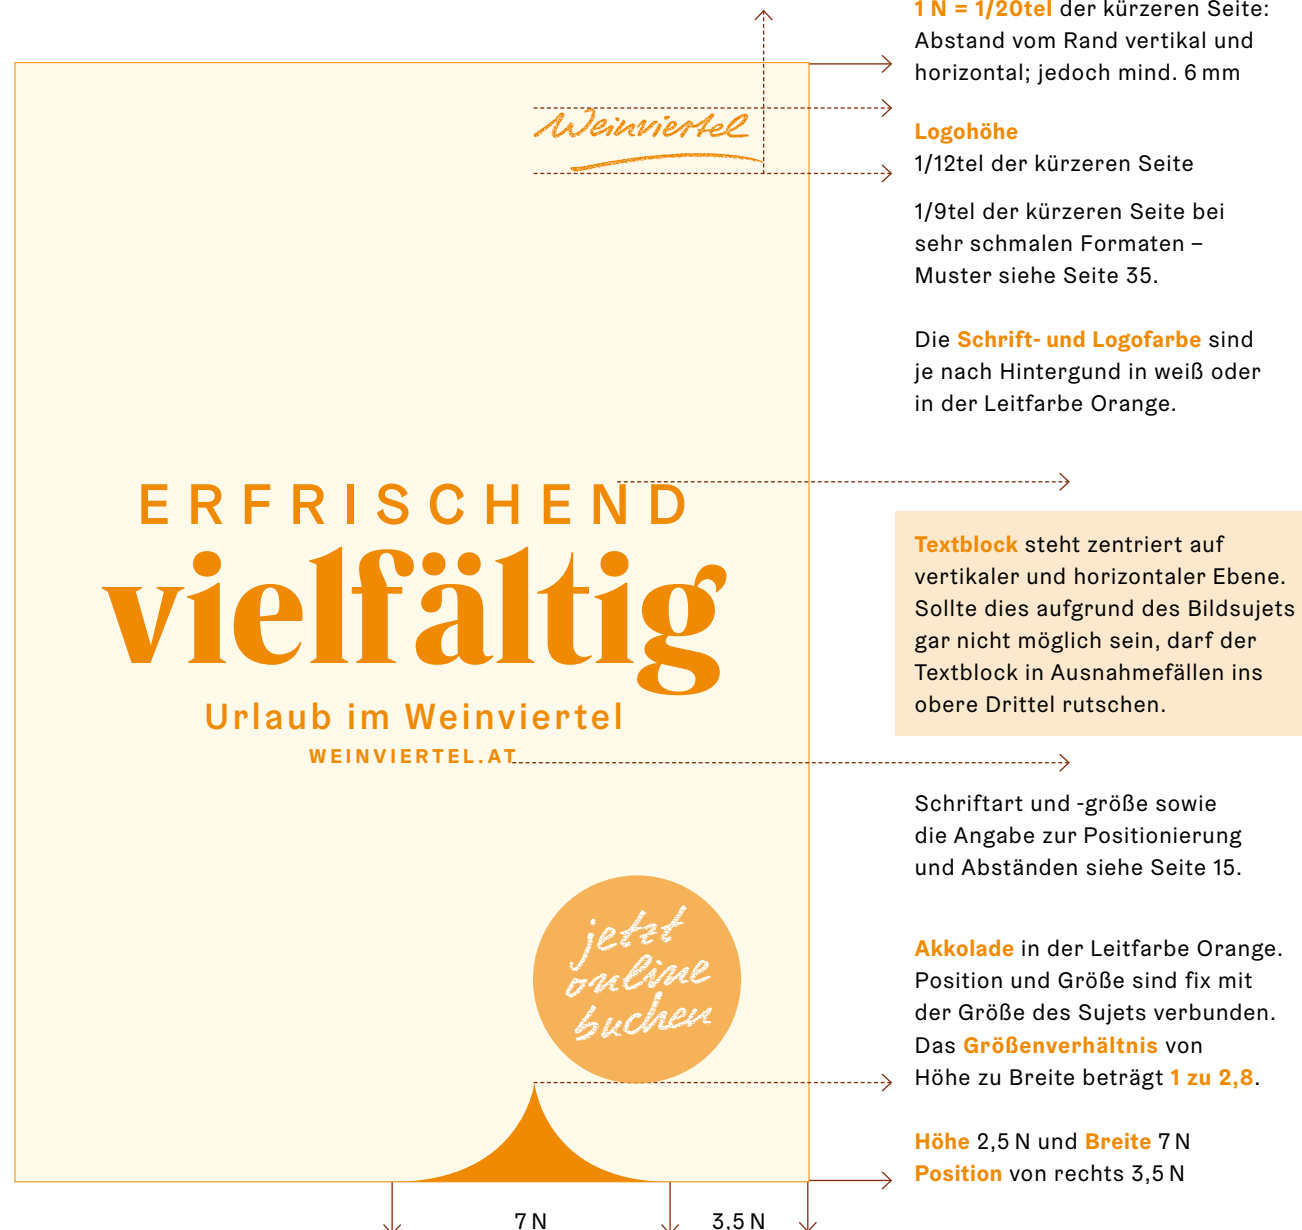 1 N = 1/20tel der kürzeren Seite:
Abstand vom Rand vertikal und
horizontal; jedoch mind. 6 mm
Weinviertel
Logohöhe
1/12tel der kürzeren Seite
1/9tel der kürzeren Seite bei
sehr schmalen Formaten –
Muster siehe Seite 35.
Die Schrift- und Logofarbe sind
je nach Hintergund in weiß oder
in der Leitfarbe Orange.
ERFRISCHEND
vielfältig
Urlaub im Weinviertel
WEINVIERTEL.AT
Textblock steht zentriert auf
vertikaler und horizontaler Ebene.
Sollte dies aufgrund des Bildsujets
gar nicht möglich sein, darf der
Textblock in Ausnahmefällen ins
obere Drittel rutschen.
Schriftart und -größe sowie
die Angabe zur Positionierung
und Abständen siehe Seite 15.
jetzt
online
buchen
Akkolade in der Leitfarbe Orange.
Position und Größe sind fix mit
der Größe des Sujets verbunden.
Das Größenverhältnis von
Höhe zu Breite beträgt 1 zu 2,8.
Höhe 2,5 N und Breite 7 N
Position von rechts 3,5 N
7 N
3,5 N